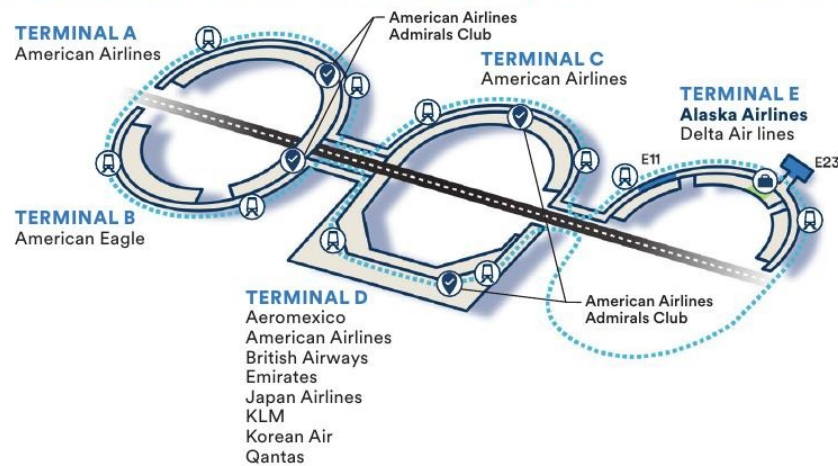 TERMINAL A
American Airlines
American Airlines
Admirals Club
TERMINAL C
American Airlines
TERMINAL E
Alaska Airlines
Delta Air lines
E11
E23
TERMINAL B
American Eagle
TERMINAL D
Aeromexico
American Airlines
British Airways
Emirates
Japan Airlines
KLM
Korean Air
Qantas
American Airlines
Admirals Club